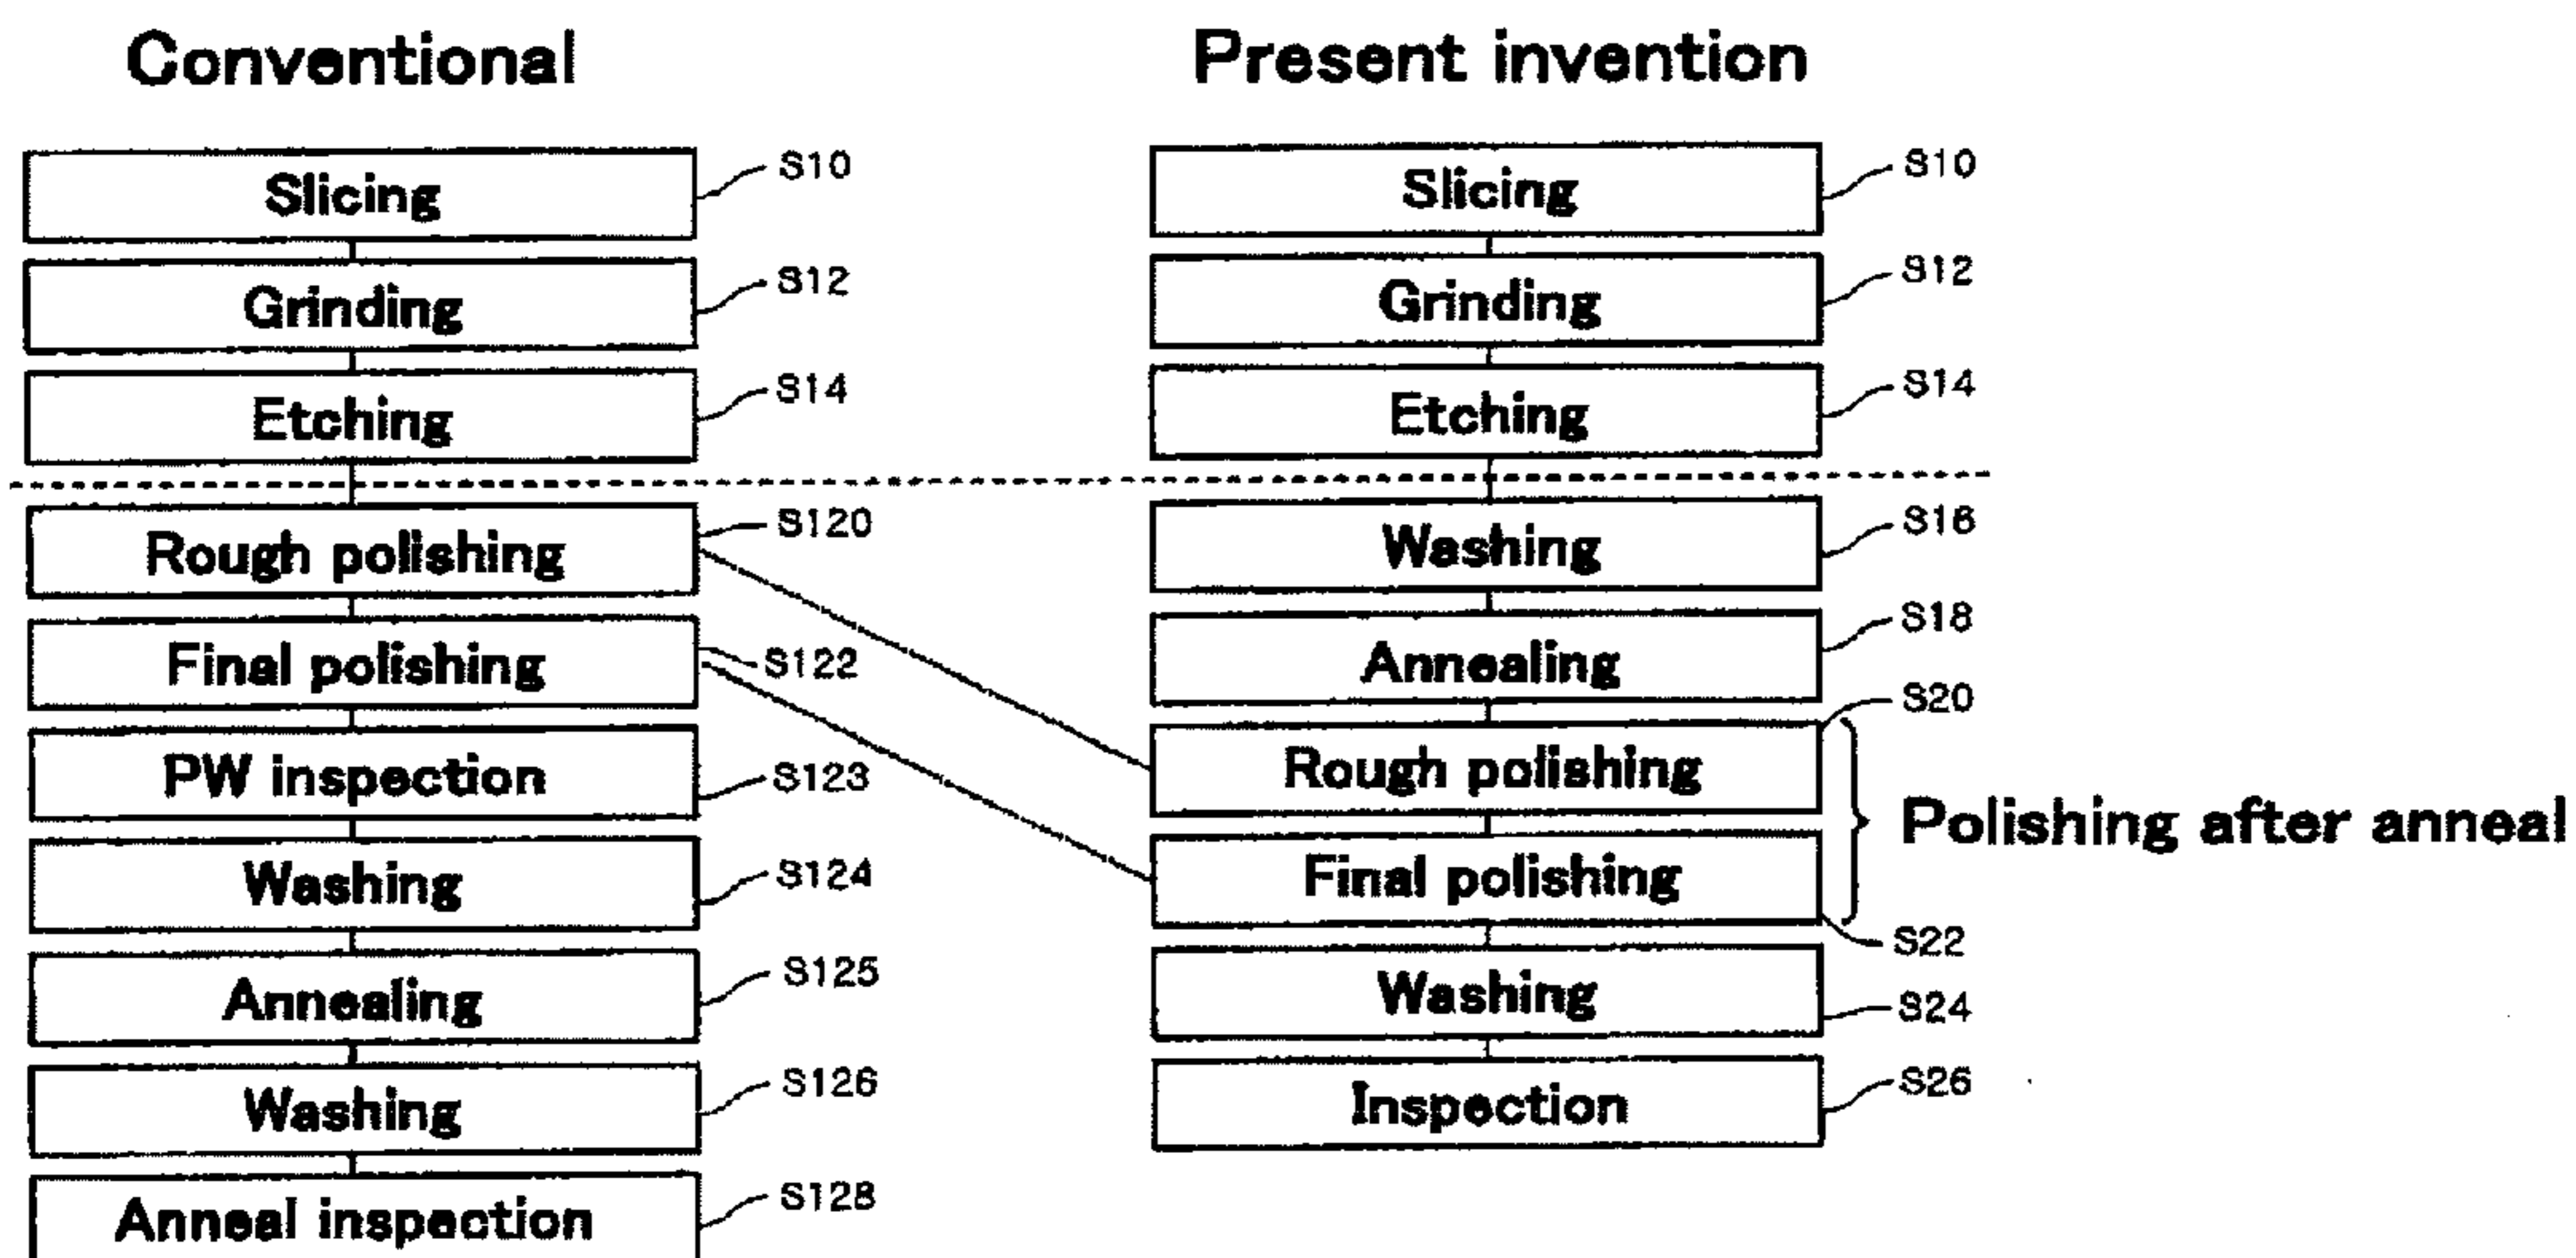 Conventional
Slicing
S10
Grinding
S12
Etching
S14
Rough polishing
S120
Final polishing
S122
PW inspection
S123
Washing
S124
Annealing
S125
Washing
S126
Anneal inspection
S128
Present invention
Slicing
S10
Grinding
S12
Etching
S14
Washing
S16
Annealing
S18
Rough polishing
S20
Final polishing
S22
Polishing after anneal
Washing
S24
Inspection
S26